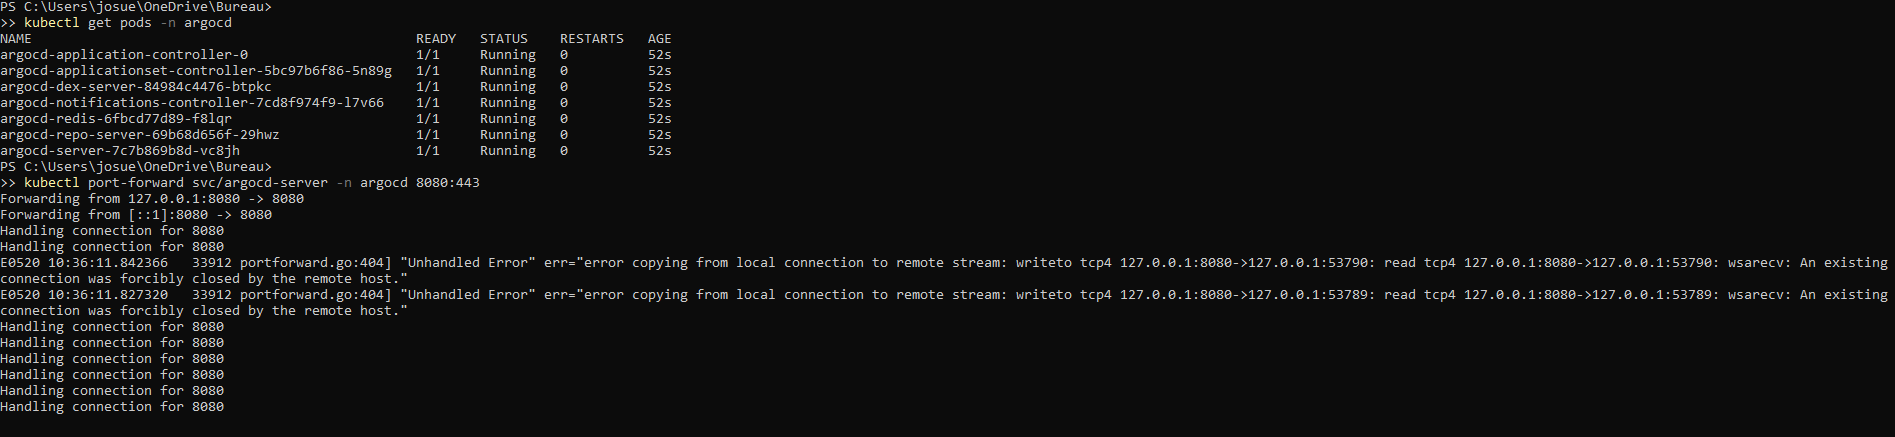 PS C:\Users\josue\OneDrive\Bureau>
>> kubectl get pods -n argocd
NAME READY STATUS RESTARTS AGE
argocd-application-controller-0 1/1 Running 0 52s
argocd-applicationset-controller-5bc97b6f86-5n89g 1/1 Running 0 52s
argocd-dex-server-84984c4476-btpkc 1/1 Running 0 52s
argocd-notifications-controller-7cd8f974f9-l7v66 1/1 Running 0 52s
argocd-redis-6fbcd77d89-f8lqr 1/1 Running 0 52s
argocd-repo-server-69b68d656f-29hwz 1/1 Running 0 52s
argocd-server-7c7b869b8d-vc8jh 1/1 Running 0 52s
PS C:\Users\josue\OneDrive\Bureau>
>> kubectl port-forward svc/argocd-server -n argocd 8080:443
Forwarding from 127.0.0.1:8080 -> 8080
Forwarding from [::1]:8080 -> 8080
Handling connection for 8080
Handling connection for 8080
E0520 10:36:11.842366 33912 portforward.go:404] "Unhandled Error" err="error copying from local connection to remote stream: writeto tcp4 127.0.0.1:8080->127.0.0.1:53790: read tcp4 127.0.0.1:8080->127.0.0.1:53790: wsarecv: An existing
connection was forcibly closed by the remote host."
E0520 10:36:11.827320 33912 portforward.go:404] "Unhandled Error" err="error copying from local connection to remote stream: writeto tcp4 127.0.0.1:8080->127.0.0.1:53789: read tcp4 127.0.0.1:8080->127.0.0.1:53789: wsarecv: An existing
connection was forcibly closed by the remote host."
Handling connection for 8080
Handling connection for 8080
Handling connection for 8080
Handling connection for 8080
Handling connection for 8080
Handling connection for 8080